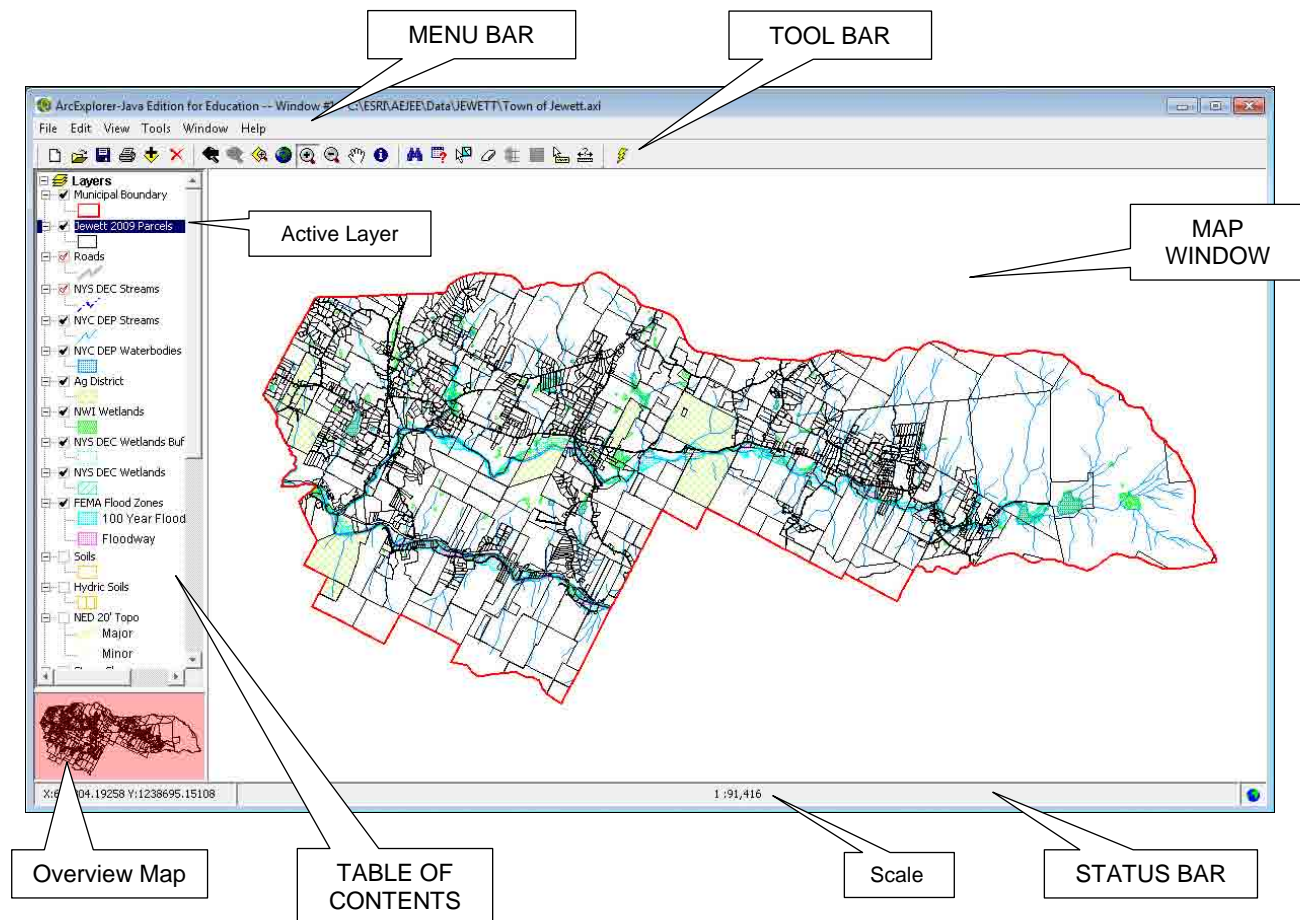 MENU BAR
TOOL BAR
ArcExplorer-Java Edition for Education -- Window #1 C:\ESRI\AEJEE\Data\JEWETT\Town of Jewett.axl
File Edit View Tools Window Help
Layers
Municipal Boundary
Jewett 2009 Parcels
Active Layer
MAP
WINDOW
Roads
NYS DEC Streams
NYC DEP Streams
NYC DEP Waterbodies
Ag District
NWI Wetlands
NYS DEC Wetlands Buf
NYS DEC Wetlands
FEMA Flood Zones
100 Year Flood
Floodway
Soils
Hydric Soils
NED 20' Topo
Major
Minor
Y:1238695.15108
1 :91,416
Overview Map
TABLE OF
CONTENTS
Scale
STATUS BAR